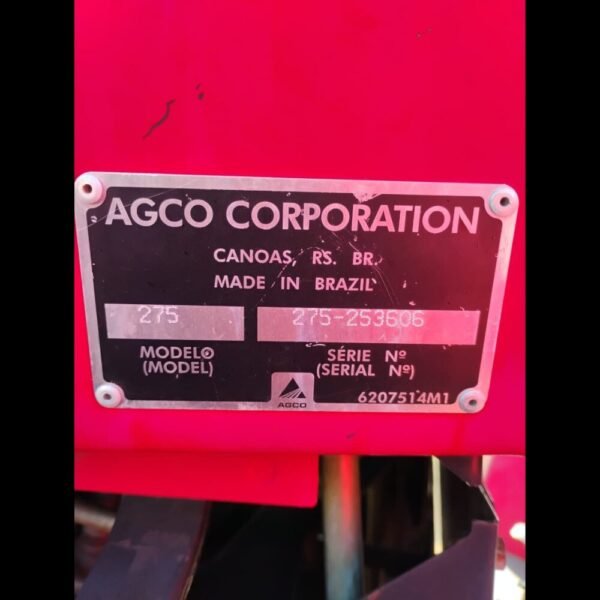 AGCO CORPORATION
CANOAS, RS. BR.
MADE IN BRAZIL
275 275-253606
MODELO SÉRIE Nº
(MODEL) (SERIAL Nº)
AGCO 6207514M1